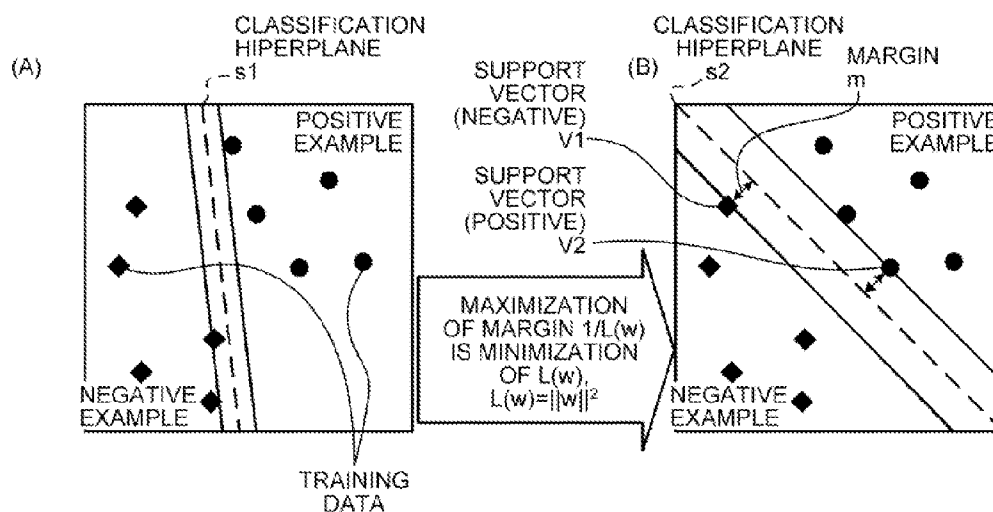 (A)
CLASSIFICATION
HIPERPLANE
s1
POSITIVE
EXAMPLE
NEGATIVE
EXAMPLE
TRAINING
DATA
SUPPORT
VECTOR
(NEGATIVE)
V1
SUPPORT
VECTOR
(POSITIVE)
V2
MAXIMIZATION
OF MARGIN 1/L(w)
IS MINIMIZATION
OF L(w),
L(w)=||w||²
(B)
CLASSIFICATION
HIPERPLANE
s2
MARGIN
m
POSITIVE
EXAMPLE
NEGATIVE
EXAMPLE